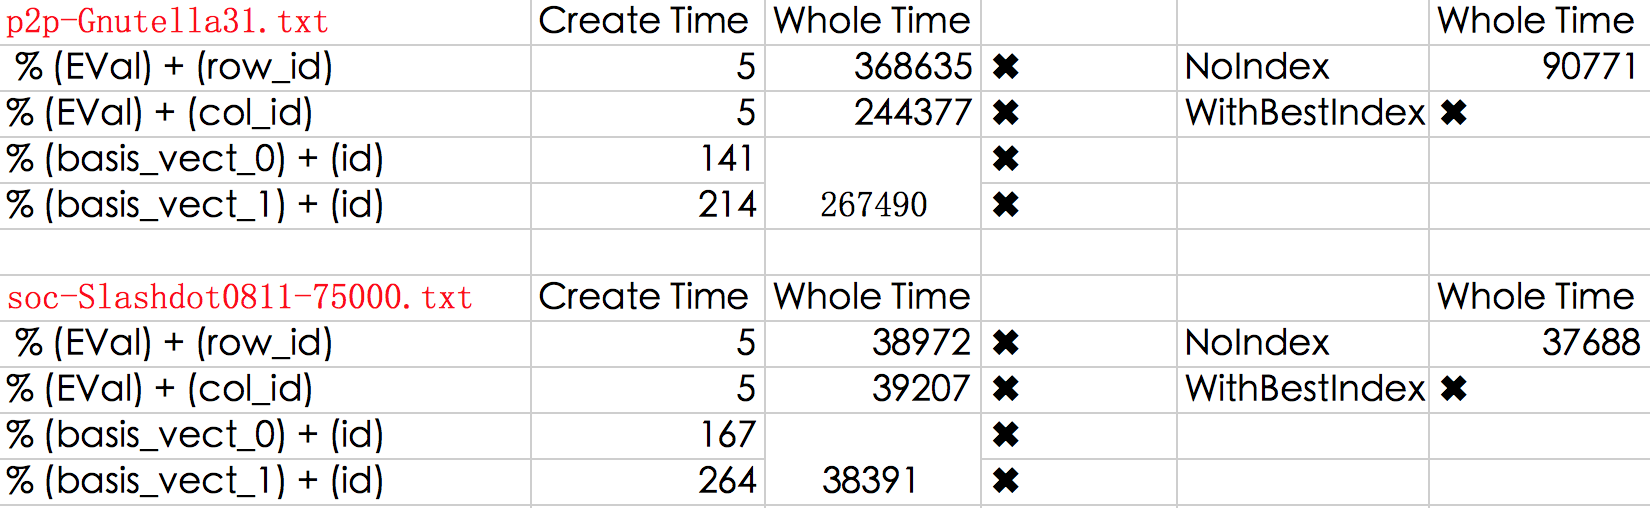 p2p-Gnutella31.txt Create Time Whole Time Whole Time
% (EVal) + (row_id) 5 368635 ✖ NoIndex 90771
% (EVal) + (col_id) 5 244377 ✖ WithBestIndex ✖
% (basis_vect_0) + (id) 141 ✖
% (basis_vect_1) + (id) 214 267490 ✖
soc-Slashdot0811-75000.txt Create Time Whole Time Whole Time
% (EVal) + (row_id) 5 38972 ✖ NoIndex 37688
% (EVal) + (col_id) 5 39207 ✖ WithBestIndex ✖
% (basis_vect_0) + (id) 167 ✖
% (basis_vect_1) + (id) 264 38391 ✖